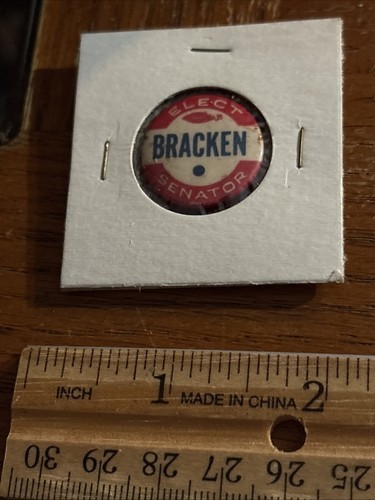 ELECT
BRACKEN
SENATOR
INCH 1 MADE IN CHINA 2
30 29 28 27 26 25